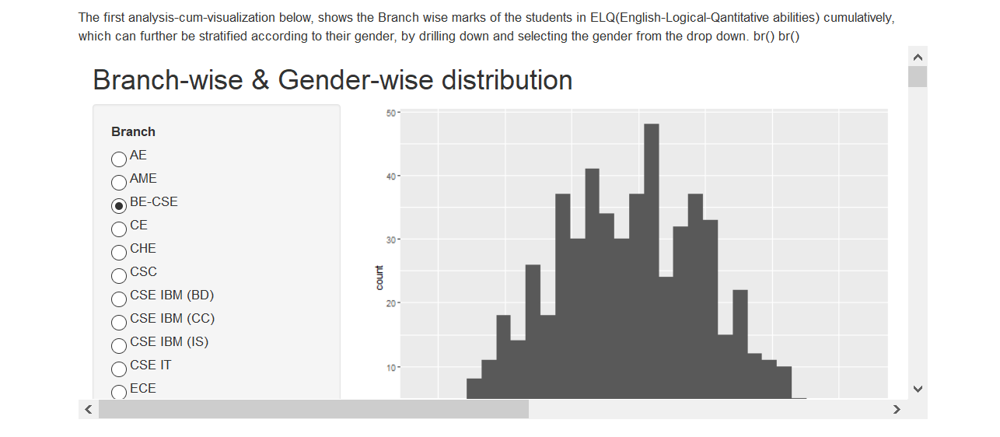 The first analysis-cum-visualization below, shows the Branch wise marks of the students in ELQ(English-Logical-Qantitative abilities) cumulatively,
which can further be stratified according to their gender, by drilling down and selecting the gender from the drop down. br() br()
Branch-wise & Gender-wise distribution
Branch
AE
AME
BE-CSE
CE
CHE
CSC
CSE IBM (BD)
CSE IBM (CC)
CSE IBM (IS)
CSE IT
ECE
50
40
30
20
10
count